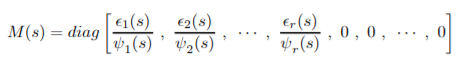 M(s) = diag [ ϵ₁(s)/ψ₁(s) , ϵ₂(s)/ψ₂(s) , ⋯ , ϵᵣ(s)/ψᵣ(s) , 0 , 0 , ⋯ , 0 ]